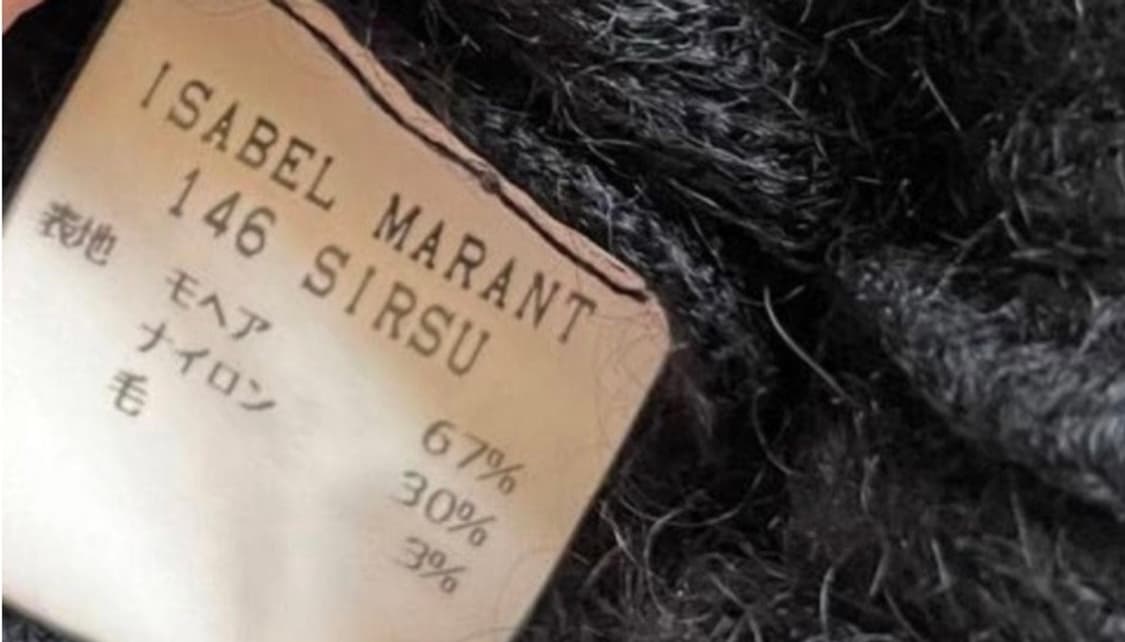 ISABEL MARANT
146 SIRSU
表地 モヘア 67%
ナイロン 30%
毛 3%